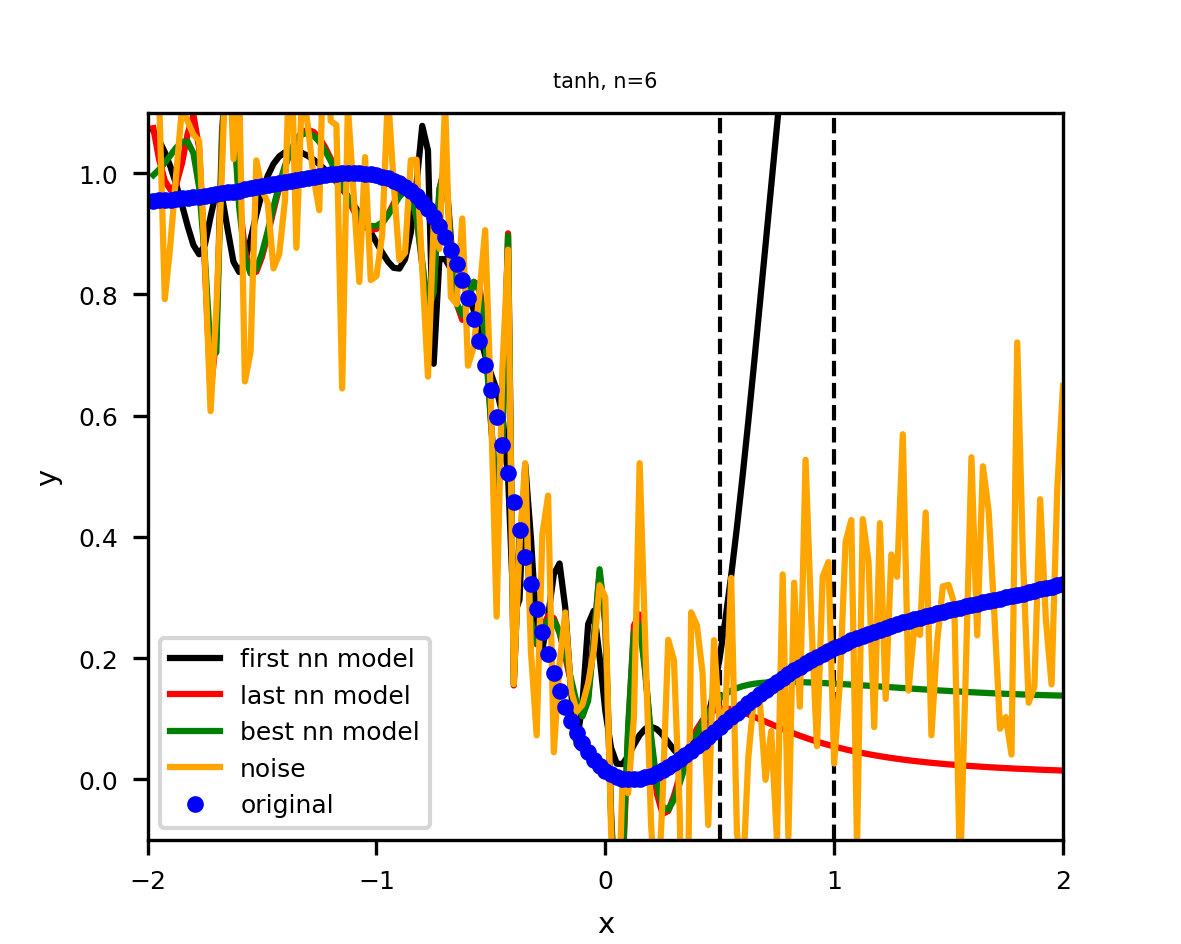 tanh, n=6
1.0
0.8
0.6
0.4
0.2
0.0
y
first nn model
last nn model
best nn model
noise
original
−2 −1 0 1 2
x